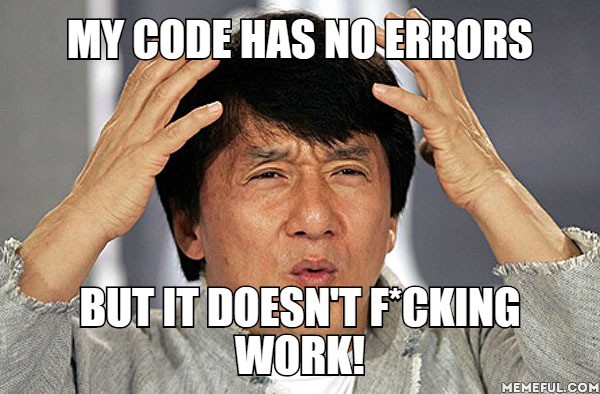 MY CODE HAS NO ERRORS
BUT IT DOESN'T F*CKING
WORK!
MEMEFUL.COM